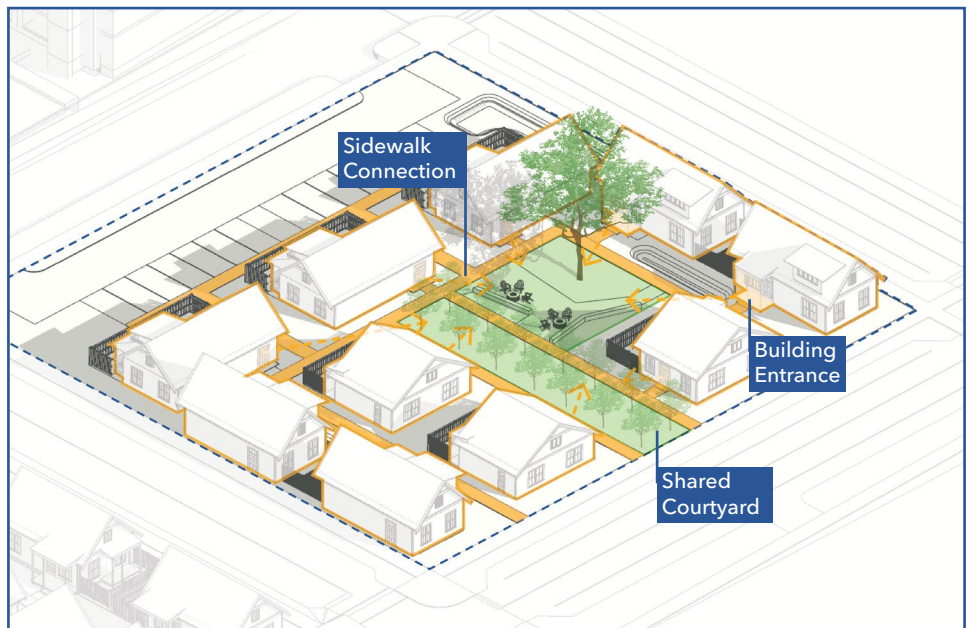 Sidewalk
Connection
Building
Entrance
Shared
Courtyard